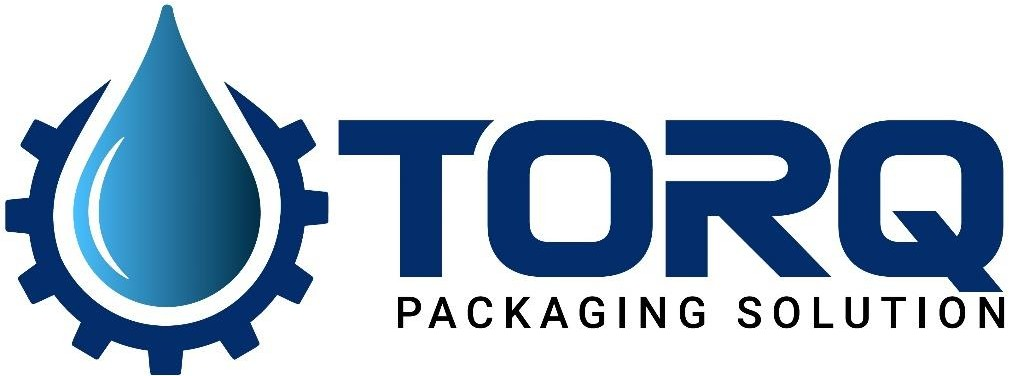 TORQ
PACKAGING SOLUTION